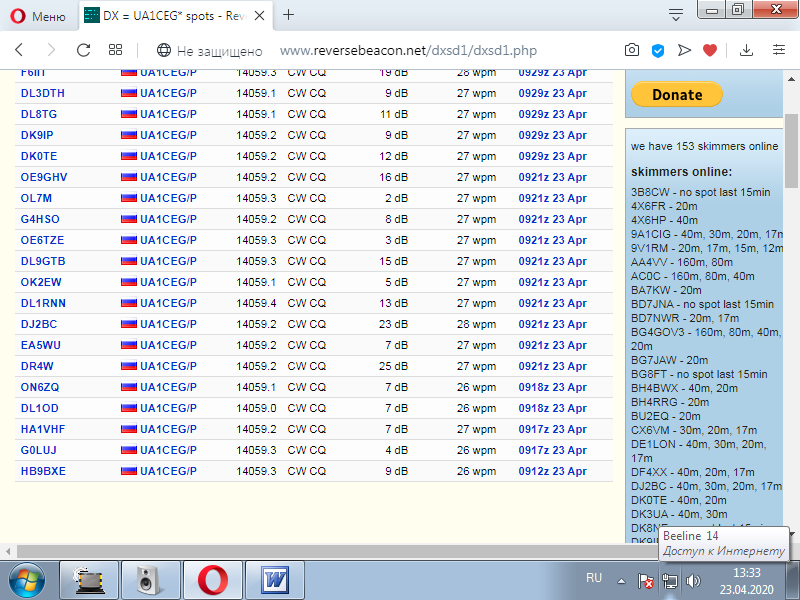 Меню
DX = UA1CEG* spots - Rev
Не защищено www.reversebeacon.net/dxsd1/dxsd1.php
F6IIT UA1CEG/P 14059.3 CW CQ 19 dB 28 wpm 0929z 23 Apr
DL3DTH UA1CEG/P 14059.1 CW CQ 9 dB 27 wpm 0929z 23 Apr
DL8TG UA1CEG/P 14059.1 CW CQ 11 dB 27 wpm 0929z 23 Apr
DK9IP UA1CEG/P 14059.2 CW CQ 9 dB 27 wpm 0929z 23 Apr
DK0TE UA1CEG/P 14059.2 CW CQ 12 dB 27 wpm 0929z 23 Apr
OE9GHV UA1CEG/P 14059.2 CW CQ 16 dB 27 wpm 0921z 23 Apr
OL7M UA1CEG/P 14059.3 CW CQ 2 dB 27 wpm 0921z 23 Apr
G4HSO UA1CEG/P 14059.2 CW CQ 8 dB 27 wpm 0921z 23 Apr
OE6TZE UA1CEG/P 14059.3 CW CQ 3 dB 27 wpm 0921z 23 Apr
DL9GTB UA1CEG/P 14059.3 CW CQ 15 dB 27 wpm 0921z 23 Apr
OK2EW UA1CEG/P 14059.1 CW CQ 5 dB 27 wpm 0921z 23 Apr
DL1RNN UA1CEG/P 14059.4 CW CQ 13 dB 27 wpm 0921z 23 Apr
DJ2BC UA1CEG/P 14059.2 CW CQ 23 dB 28 wpm 0921z 23 Apr
EA5WU UA1CEG/P 14059.2 CW CQ 7 dB 27 wpm 0921z 23 Apr
DR4W UA1CEG/P 14059.2 CW CQ 25 dB 27 wpm 0921z 23 Apr
ON6ZQ UA1CEG/P 14059.1 CW CQ 7 dB 26 wpm 0918z 23 Apr
DL1OD UA1CEG/P 14059.0 CW CQ 7 dB 26 wpm 0918z 23 Apr
HA1VHF UA1CEG/P 14059.2 CW CQ 7 dB 27 wpm 0917z 23 Apr
G0LUJ UA1CEG/P 14059.3 CW CQ 4 dB 26 wpm 0917z 23 Apr
HB9BXE UA1CEG/P 14059.3 CW CQ 9 dB 26 wpm 0912z 23 Apr
Donate
we have 153 skimmers online
skimmers online:
3B8CW - no spot last 15min
4X6FR - 20m
4X6HP - 40m
9A1CIG - 40m, 30m, 20m, 17m
9V1RM - 20m, 17m, 15m, 12m
AA4VV - 160m, 80m
AC0C - 160m, 80m, 40m
BA7KW - 20m
BD7JNA - no spot last 15min
BD7NWR - 20m, 17m
BG4GOV3 - 160m, 80m, 40m,
20m
BG7JAW - 20m
BG8FT - no spot last 15min
BH4BWX - 40m, 20m
BH4RRG - 20m
BU2EQ - 20m
CX6VM - 30m, 20m, 17m
DE1LON - 40m, 30m, 20m,
17m
DF4XX - 40m, 20m, 17m
DJ2BC - 40m, 30m, 20m, 17m
DK0TE - 40m, 20m
DK3UA - 40m, 30m
Beeline 14
Доступ к Интернету
RU
13:33
23.04.2020